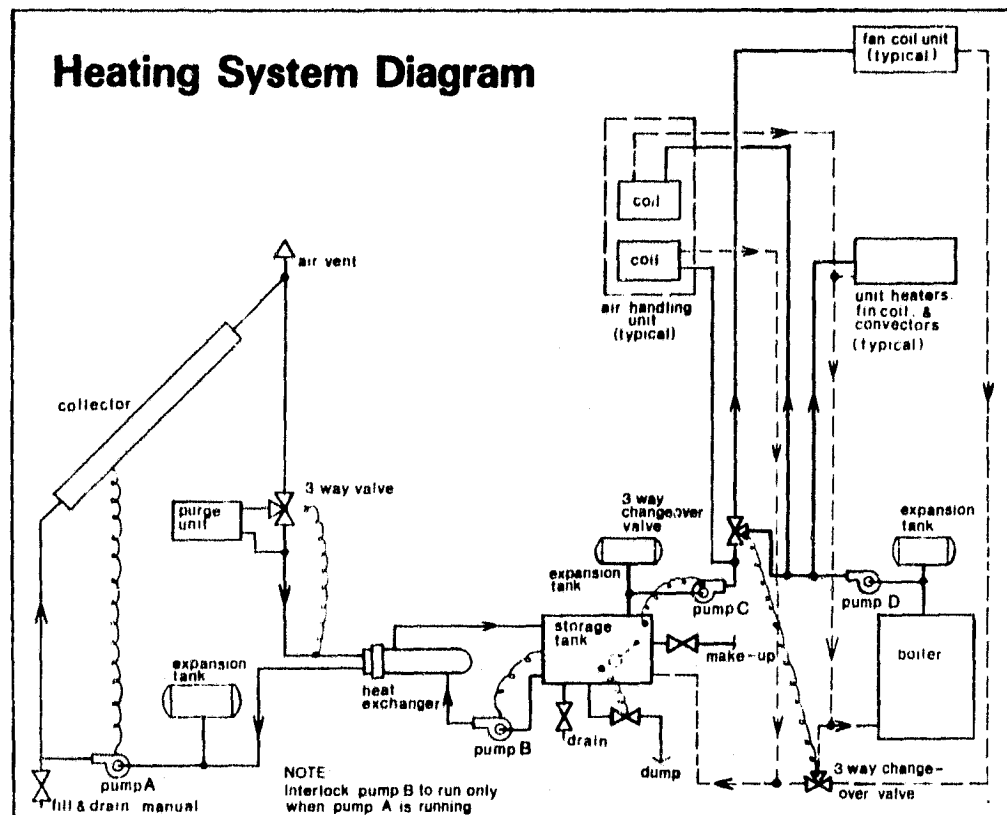 Heating System Diagram
fan coil unit
(typical)
coil
coil
air handling
unit
(typical)
unit heaters.
fin coil. &
convectors
(typical)
air vent
collector
3 way valve
purge
unit
3 way
changeover
valve
expansion
tank
expansion
tank
pump C
pump D
storage
tank
make-up
boiler
expansion
tank
heat
exchanger
pump B
drain
dump
pump A
fill & drain manual
NOTE
Interlock pump B to run only
when pump A is running
3 way change-
over valve